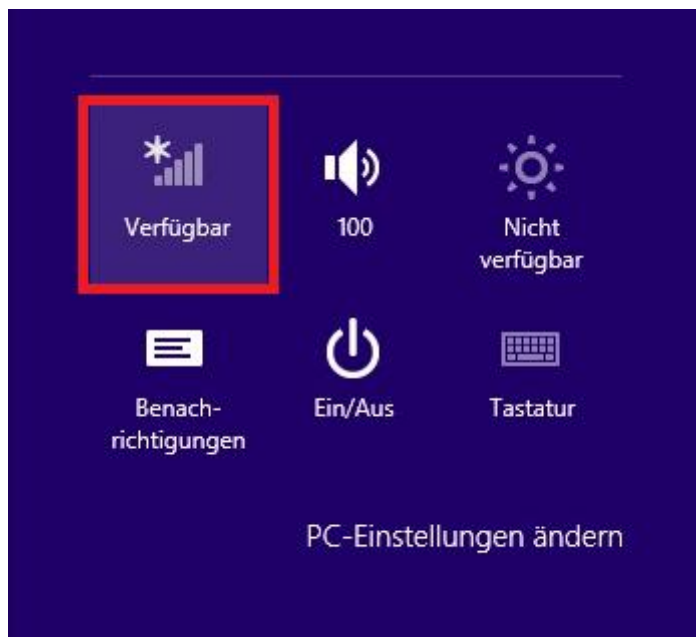 Verfügbar
100
Nicht
verfügbar
Benach-
richtigungen
Ein/Aus
Tastatur
PC-Einstellungen ändern